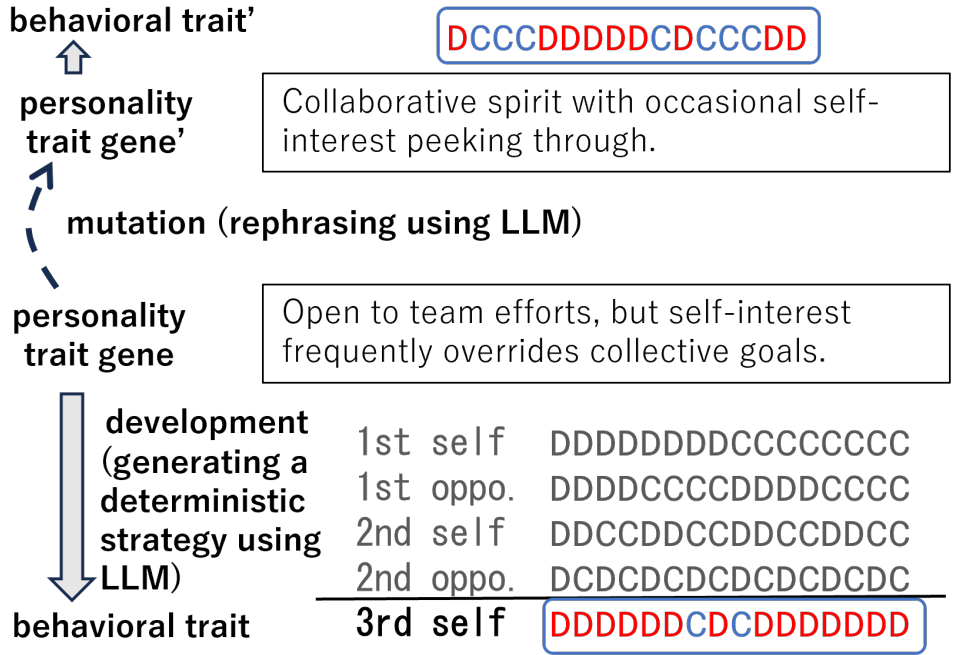 behavioral trait’
DCCCDDDDDCDCCCDD
personality
trait gene’
Collaborative spirit with occasional self-
interest peeking through.
mutation (rephrasing using LLM)
personality
trait gene
Open to team efforts, but self-interest
frequently overrides collective goals.
development
(generating a
deterministic
strategy using
LLM)
1st self DDDDDDDDCCCCCCCC
1st oppo. DDDDCCCCDDDDCCCC
2nd self DDCCDDCCDDCCDDCC
2nd oppo. DCDCDCDCDCDCDCDC
behavioral trait
3rd self DDDDDDCDCDDDDDDD